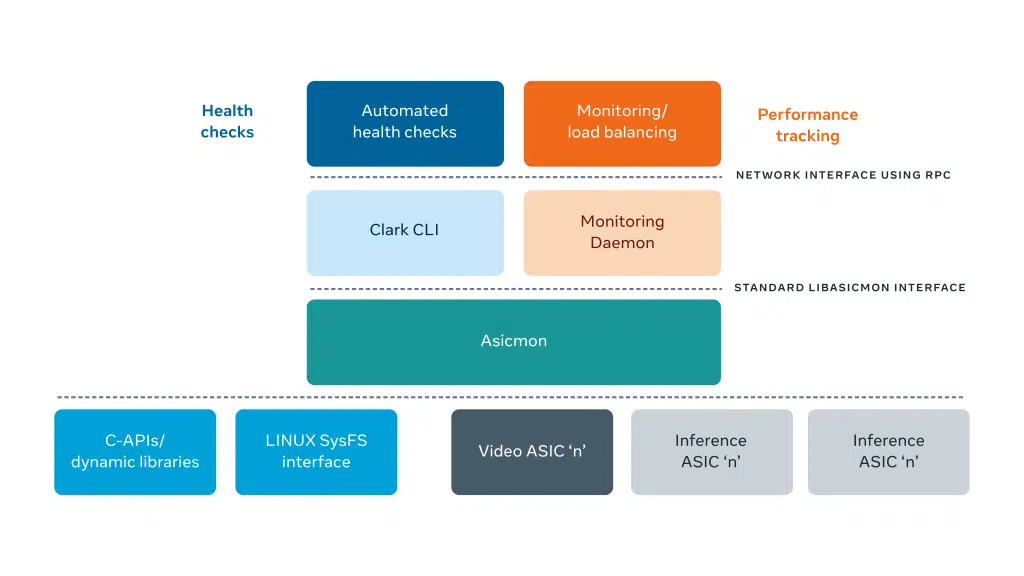 Health
checks
Automated
health checks
Monitoring/
load balancing
Performance
tracking
NETWORK INTERFACE USING RPC
Clark CLI
Monitoring
Daemon
STANDARD LIBASICMON INTERFACE
Asicmon
C-APIs/
dynamic libraries
LINUX SysFS
interface
Video ASIC ‘n’
Inference
ASIC ‘n’
Inference
ASIC ‘n’